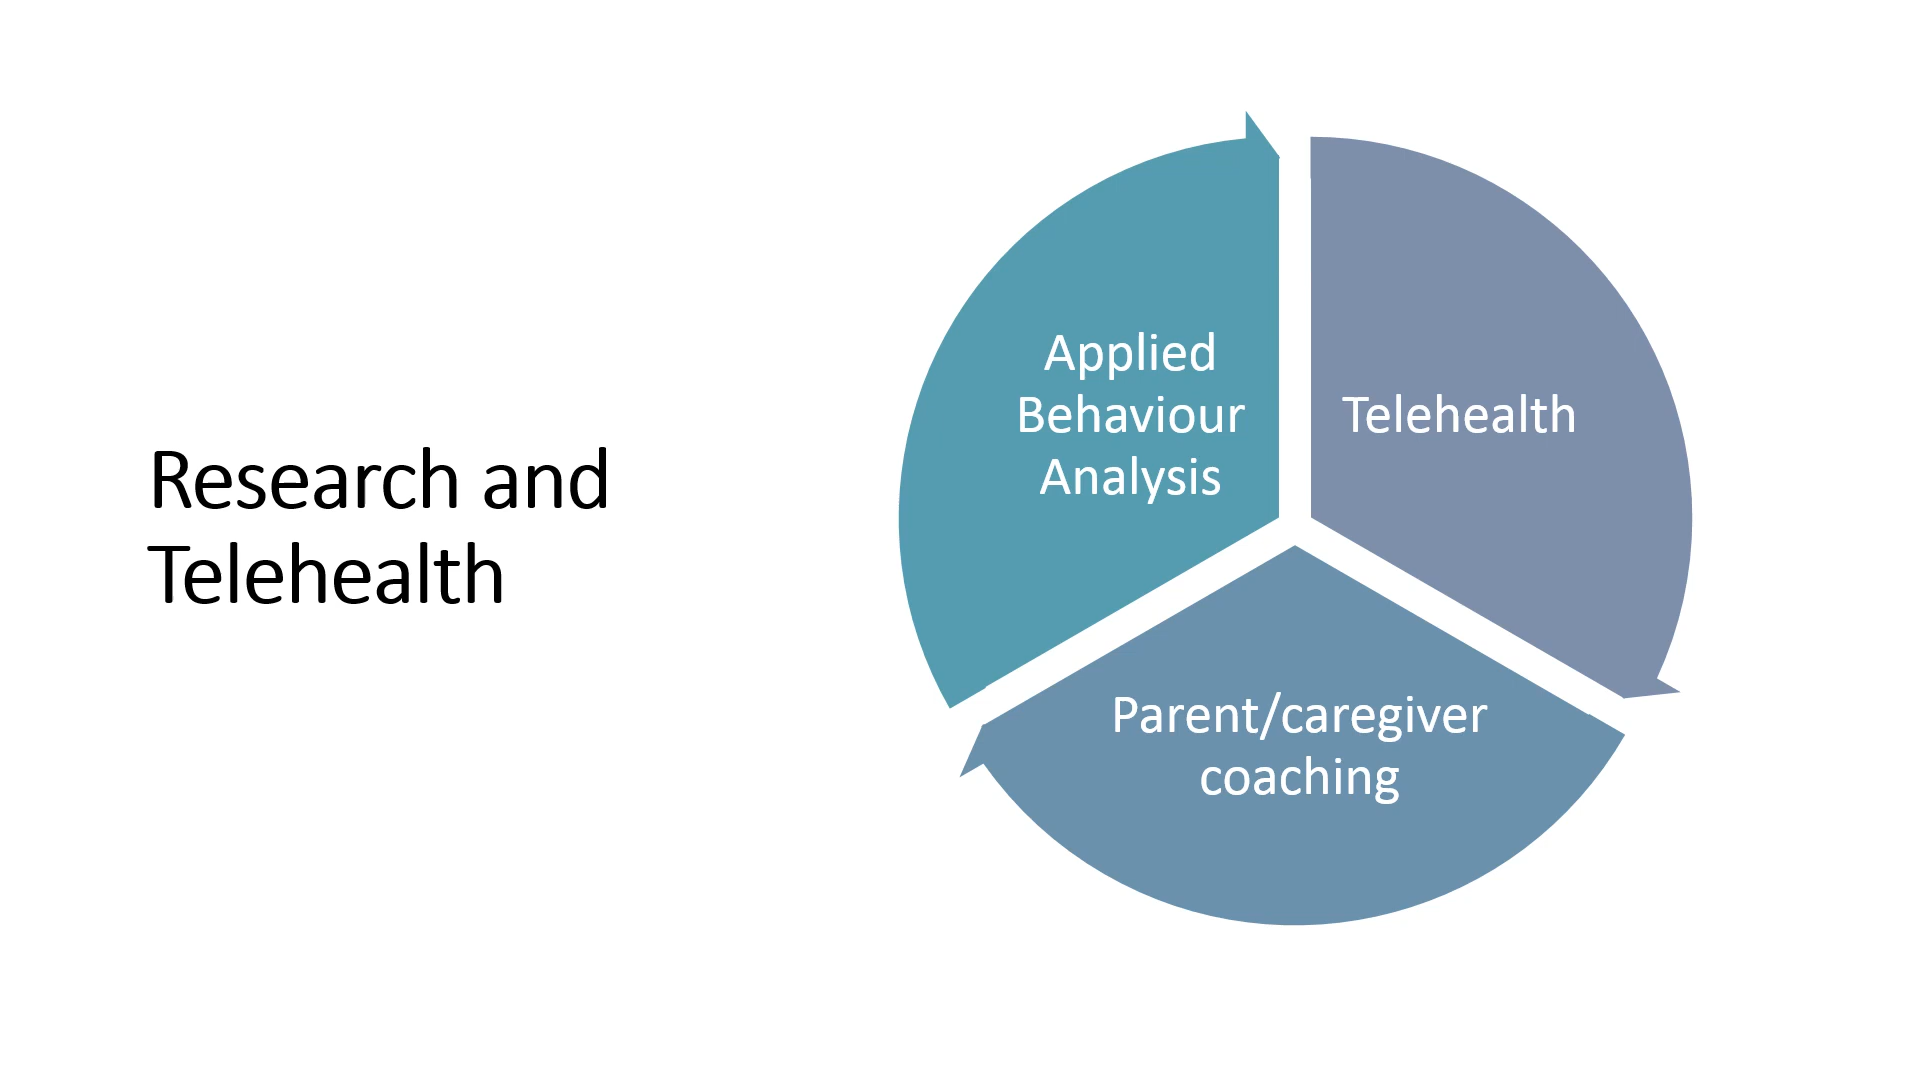 Research and
Telehealth
Applied
Behaviour
Analysis
Telehealth
Parent/caregiver
coaching